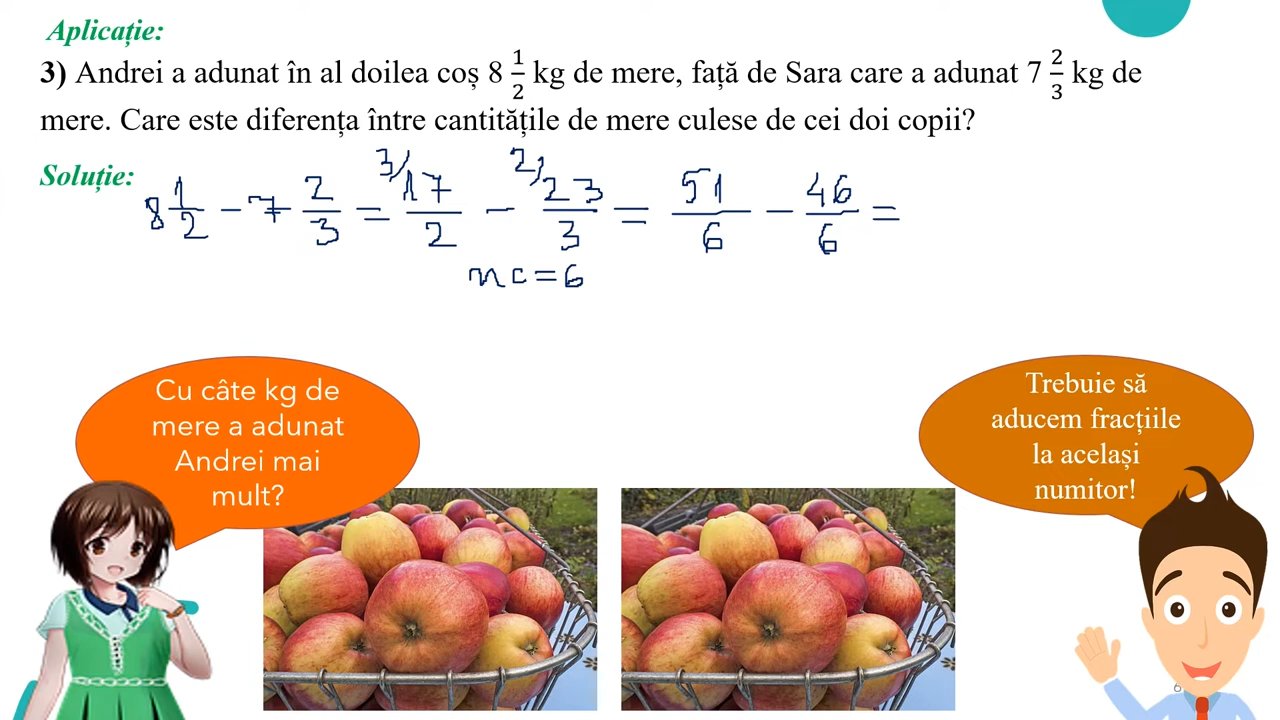 Aplicație:
3) Andrei a adunat în al doilea coș 8 1/2 kg de mere, față de Sara care a adunat 7 2/3 kg de
mere. Care este diferența între cantitățile de mere culese de cei doi copii?
Soluție:
8 1/2 - 7 2/3 = 3/ 17/2 - 2/ 23/3 = 51/6 - 46/6 =
nc = 6
Cu câte kg de
mere a adunat
Andrei mai
mult?
Trebuie să
aducem fracțiile
la același
numitor!
6